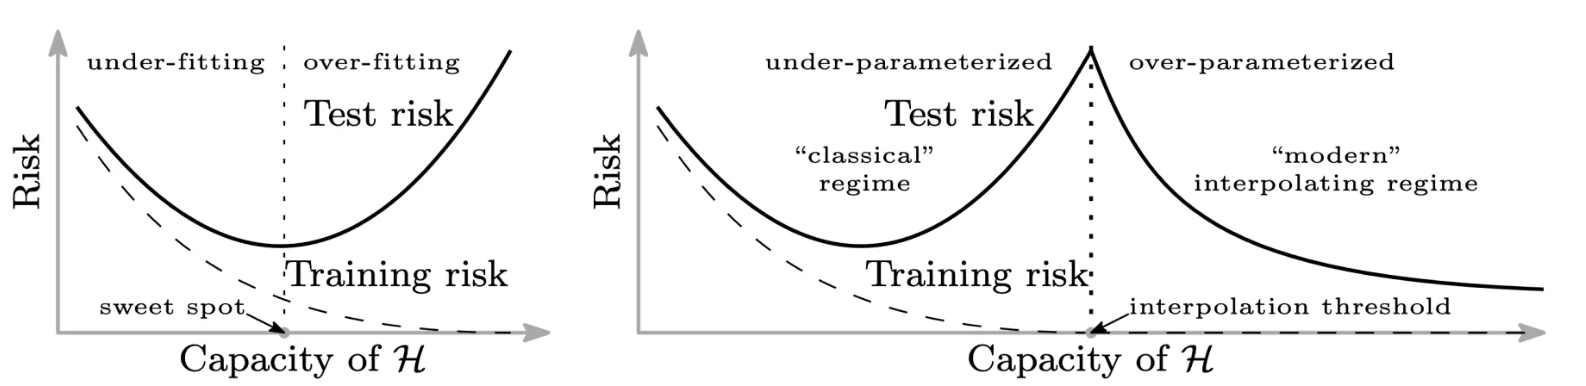 under-fitting
over-fitting
Test risk
Risk
Training risk
sweet spot
Capacity of ℋ
under-parameterized
over-parameterized
Test risk
“classical”
regime
“modern”
interpolating regime
Risk
Training risk
interpolation threshold
Capacity of ℋ